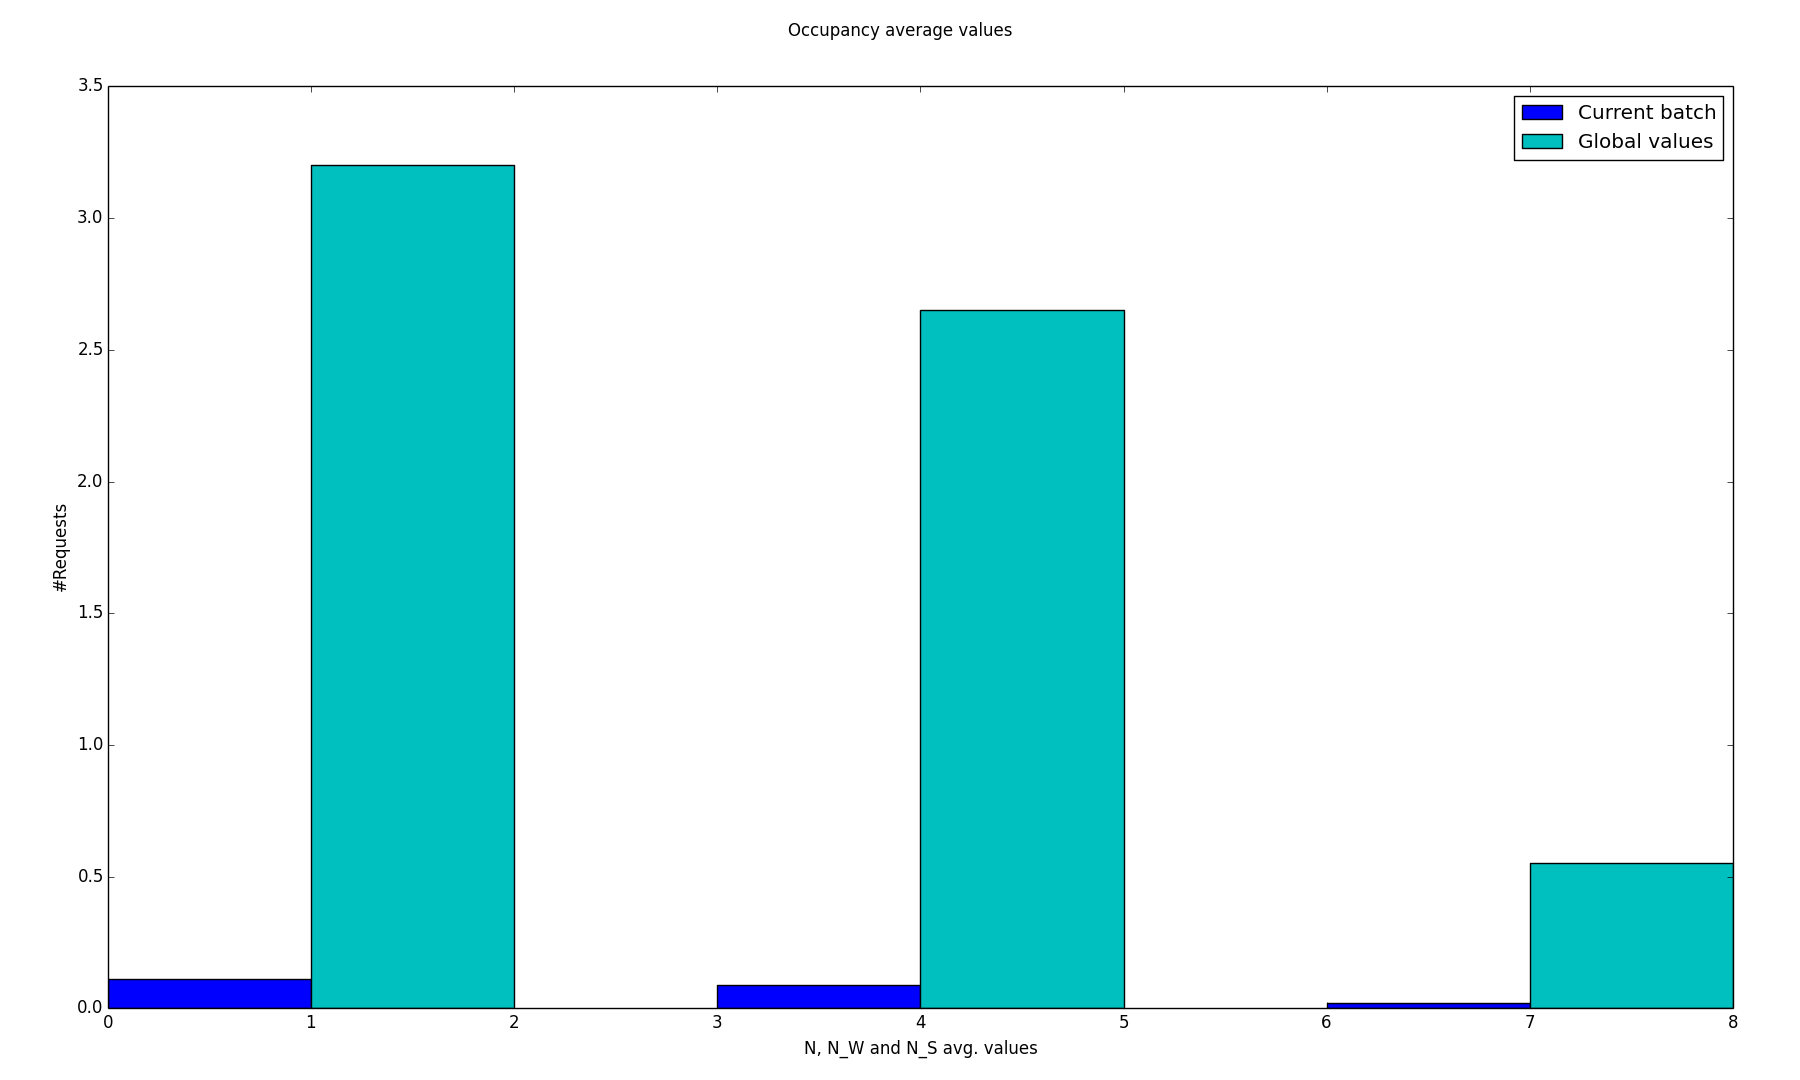 Occupancy average values
3.5
3.0
2.5
2.0
1.5
1.0
0.5
0.0
#Requests
Current batch
Global values
0 1 2 3 4 5 6 7 8
N, N_W and N_S avg. values